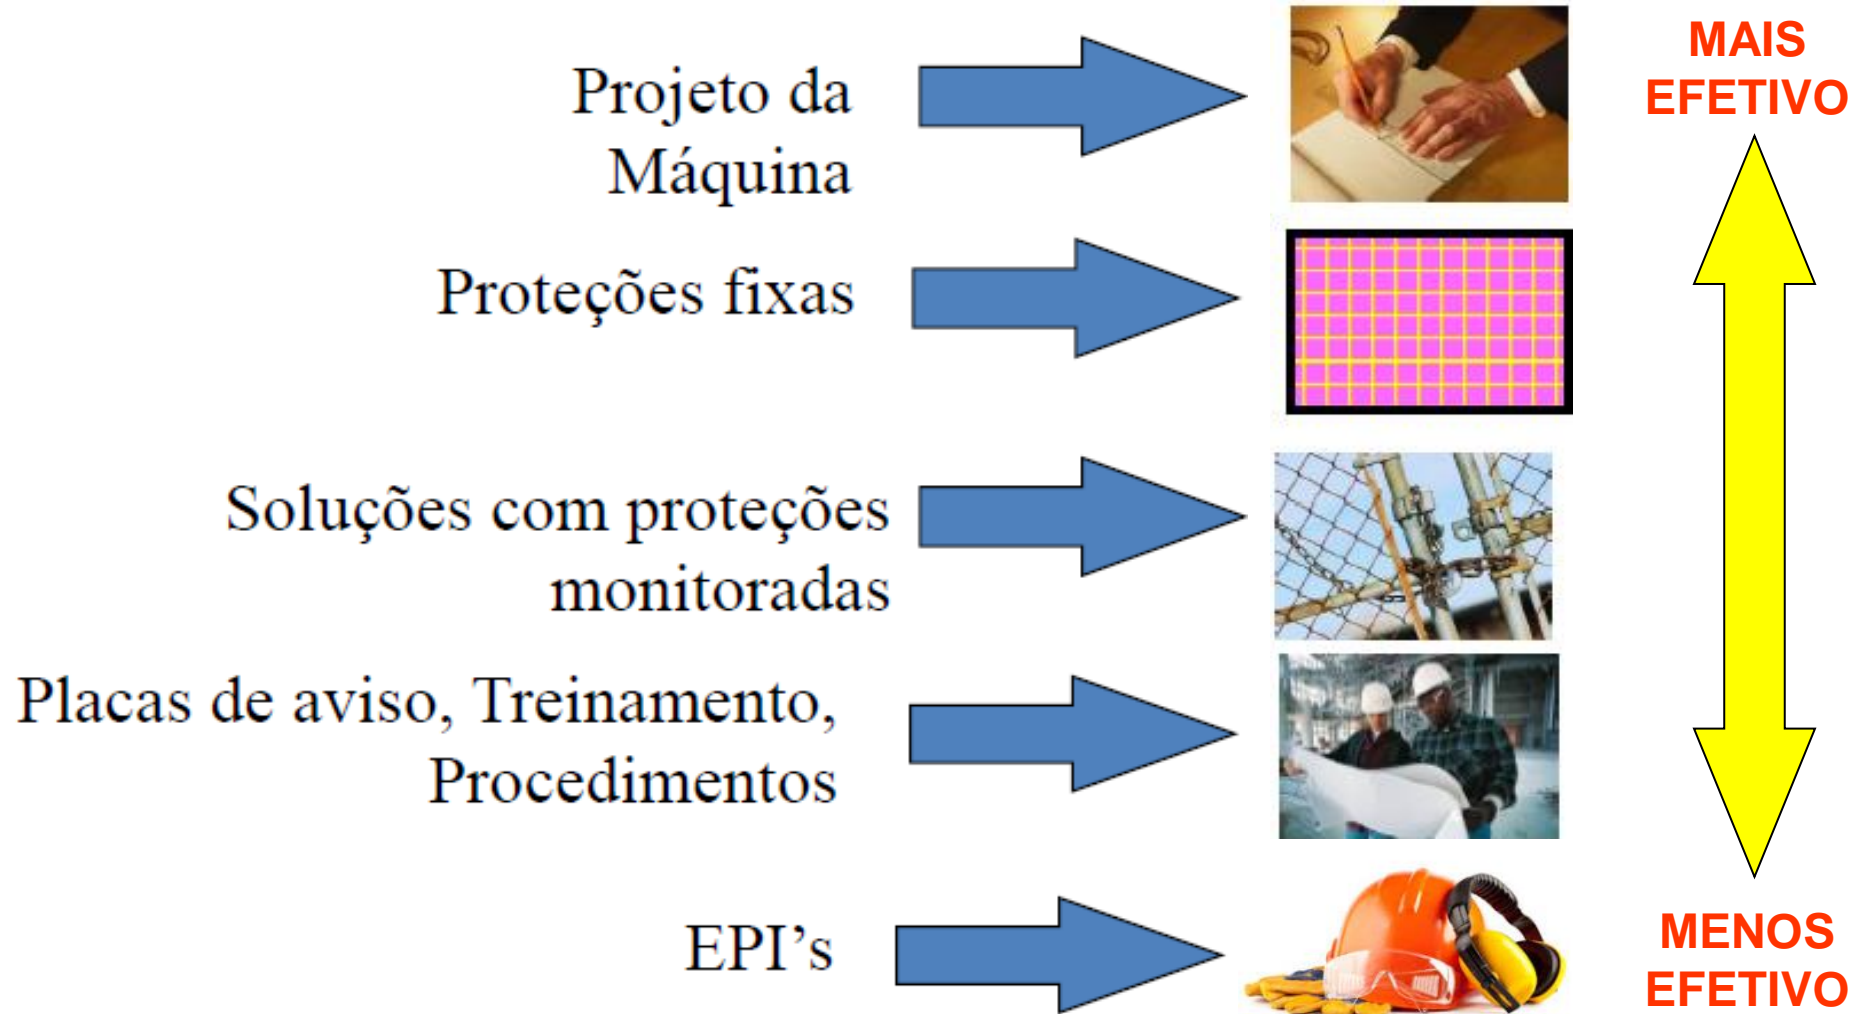 MAIS
EFETIVO
Projeto da
Máquina
Proteções fixas
Soluções com proteções
monitoradas
Placas de aviso, Treinamento,
Procedimentos
EPI’s
MENOS
EFETIVO